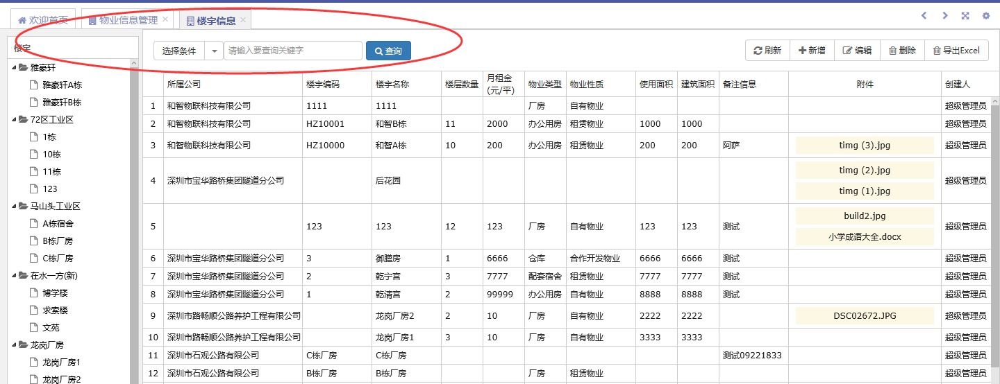 欢迎首页 物业信息管理 楼宇信息
楼宇
雅豪轩
雅豪轩A栋
雅豪轩B栋
72区工业区
1栋
10栋
11栋
123
马山头工业区
A栋宿舍
B栋厂房
C栋厂房
在水一方(新)
博学楼
求索楼
文苑
龙岗厂房
龙岗厂房1
龙岗厂房2
选择条件 请输入要查询关键字 查询 刷新 新增 编辑 删除 导出Excel
所属公司 楼宇编码 楼宇名称 楼层数量 月租金(元/平) 物业类型 物业性质 使用面积 建筑面积 备注信息 附件 创建人
1 和智物联科技有限公司 1111 1111 厂房 自有物业 超级管理员
2 和智物联科技有限公司 HZ10001 和智B栋 11 2000 办公用房 租赁物业 1000 1000 超级管理员
3 和智物联科技有限公司 HZ10000 和智A栋 10 200 办公用房 租赁物业 200 200 阿萨 timg (3).jpg 超级管理员
4 深圳市宝华路桥集团隧道分公司 后花园 timg (2).jpg timg (1).jpg 超级管理员
5 123 123 12 123 厂房 自有物业 123 123 测试 build2.jpg 小学成语大全.docx 超级管理员
6 深圳市宝华路桥集团隧道分公司 3 御膳房 1 6666 仓库 合作开发物业 6666 6666 测试 超级管理员
7 深圳市宝华路桥集团隧道分公司 2 乾宁宫 3 7777 配套宿舍 租赁物业 7777 7777 测试 超级管理员
8 深圳市宝华路桥集团隧道分公司 1 乾清宫 2 99999 办公用房 自有物业 8888 8888 测试 超级管理员
9 深圳市路畅顺公路养护工程有限公司 龙岗厂房2 2 10 厂房 自有物业 2222 2222 DSC02672.JPG 超级管理员
10 深圳市路畅顺公路养护工程有限公司 龙岗厂房1 3 10 厂房 自有物业 3333 3333 超级管理员
11 深圳市石观公路有限公司 C栋厂房 C栋厂房 测试09221833 超级管理员
12 深圳市石观公路有限公司 B栋厂房 B栋厂房 厂房 租赁物业 超级管理员